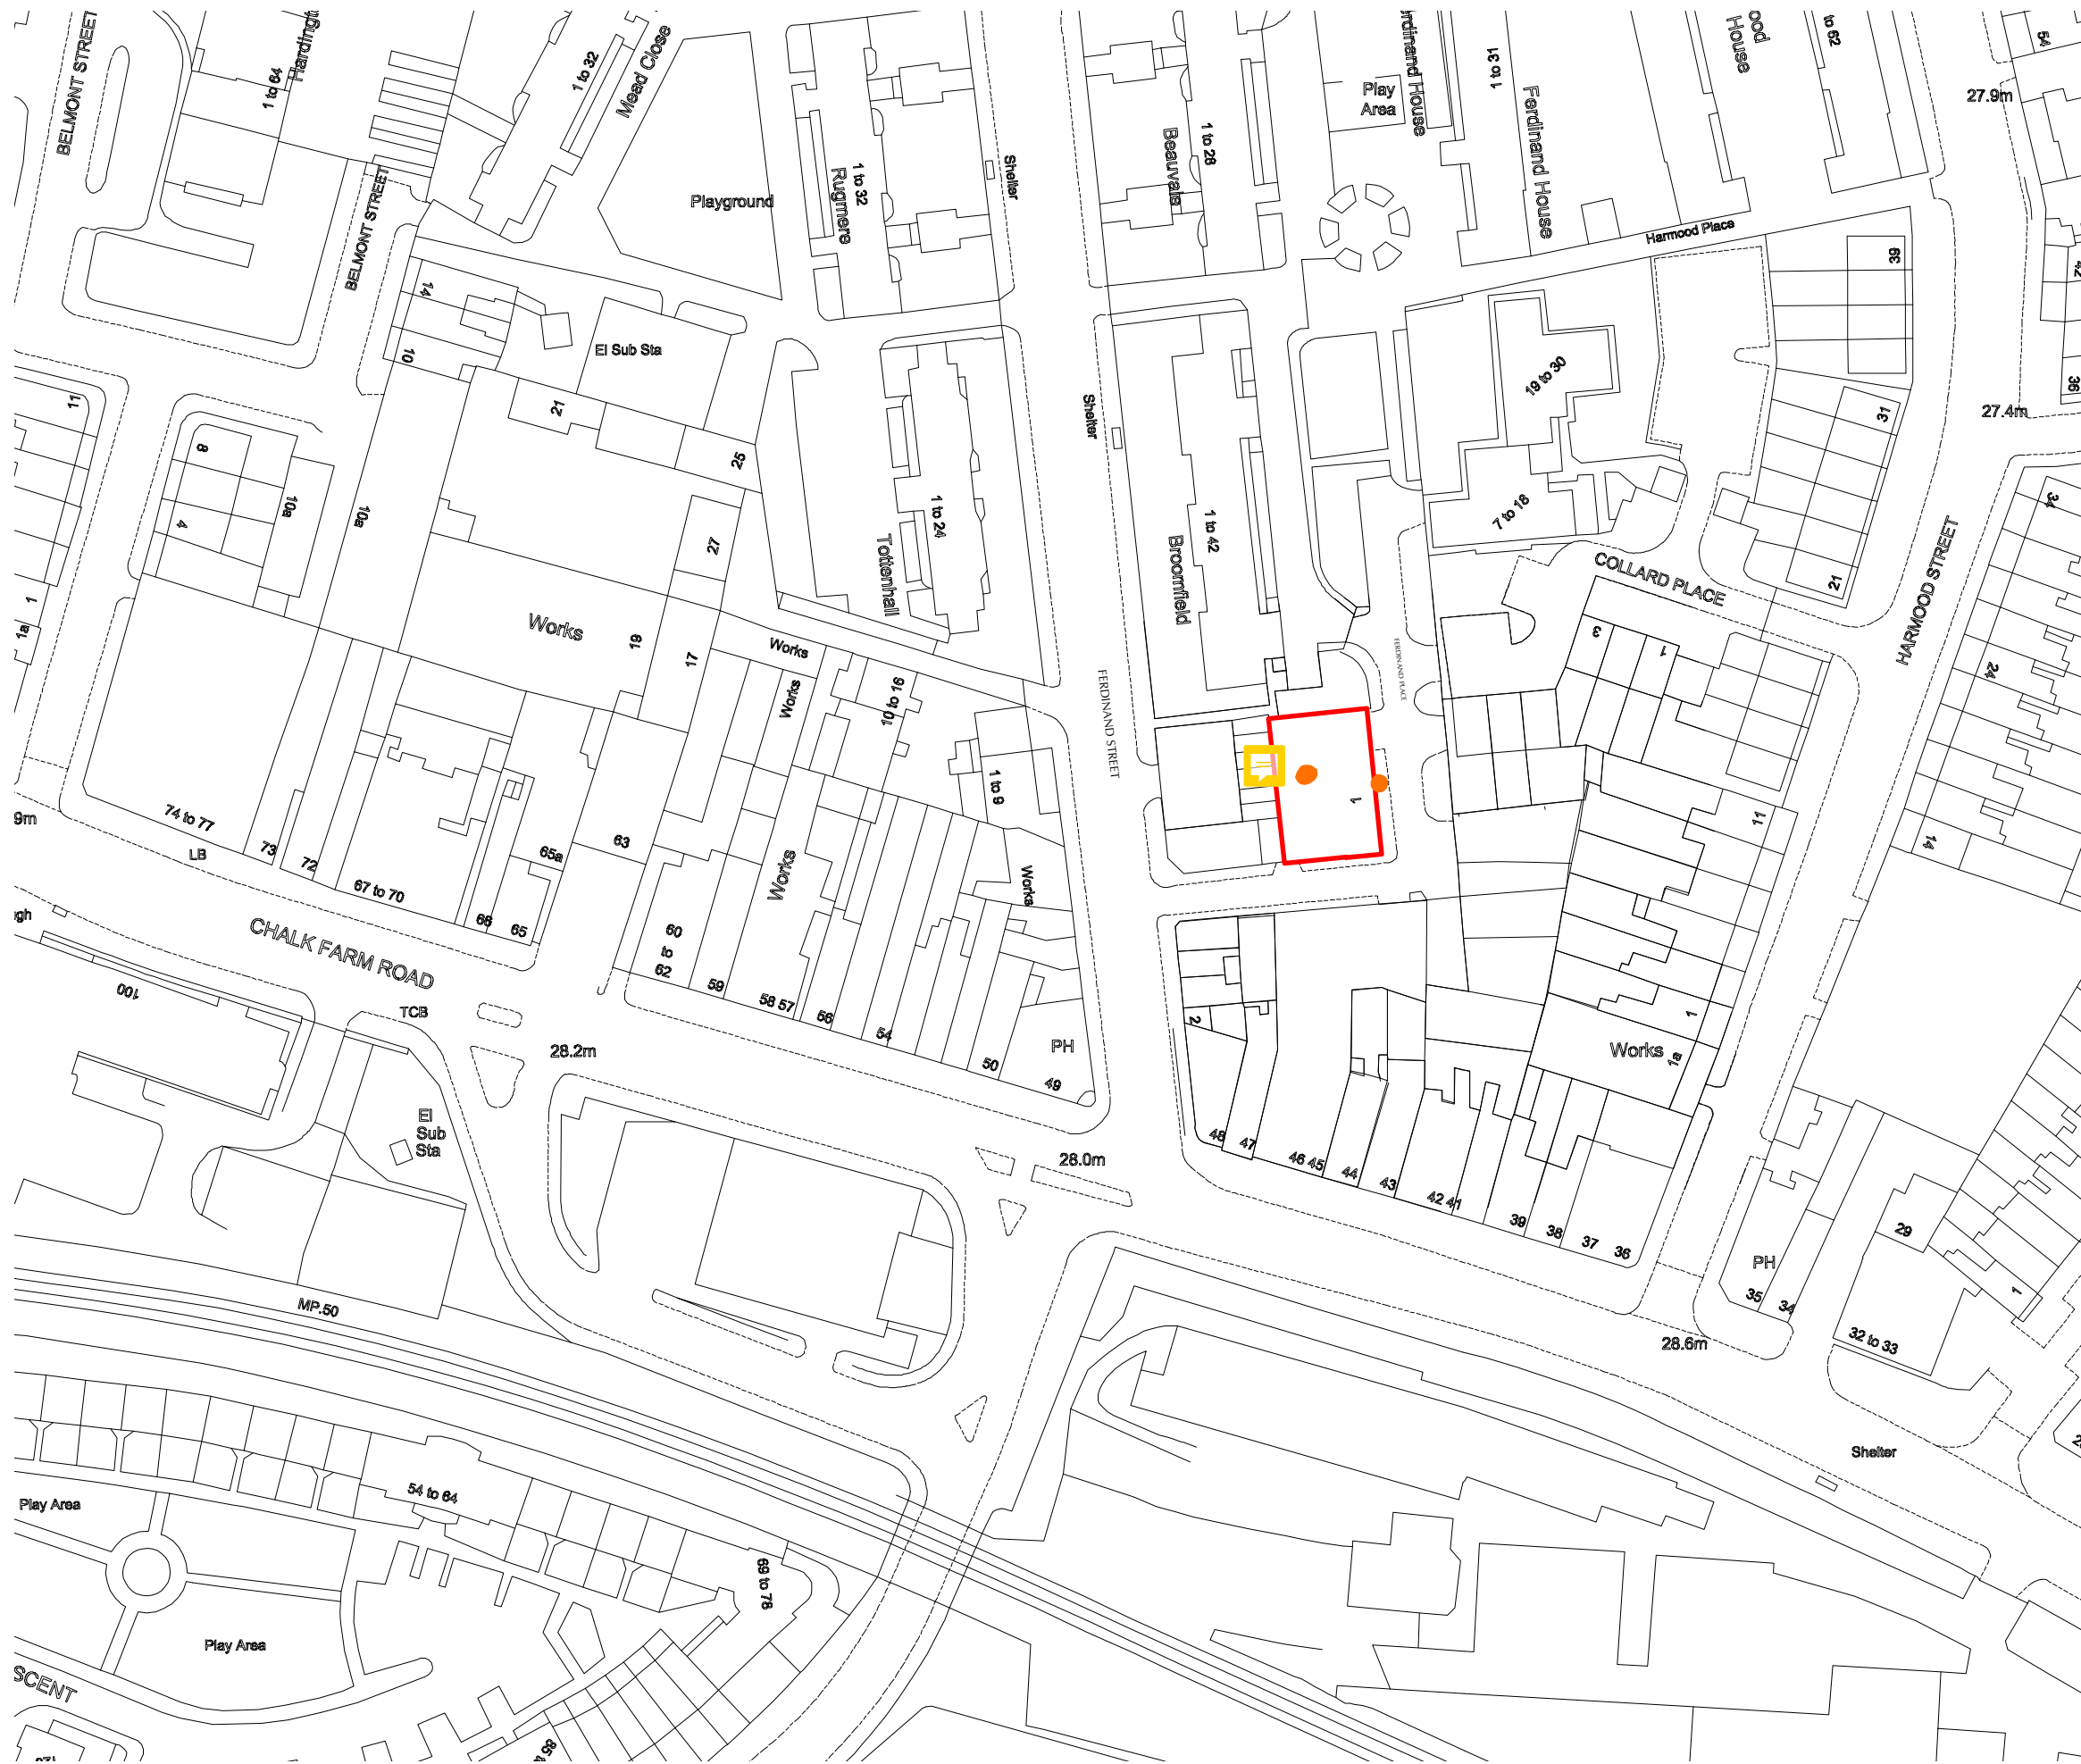 BELMONT STREET
1 to 64
1 to 32
Mead Close
Playground
1 to 32
Rugmere
Shelter
Beauvais
1 to 28
Play
Area
1 to 31
Ferdinand House
House
to 62
54
27.9m
Harmood Place
39
36
27.4m
BELMONT STREET
14
10
El Sub Sta
21
25
11
8
4
10a
10a
27
1 to 24
Tottenhall
Shelter
1 to 42
Broomfield
19 to 30
7 to 18
31
21
COLLARD PLACE
HARMOOD STREET
34
24
14
1
1a
Works
19
17
Works
Works
10 to 16
FERDINAND STREET
FERDINAND PLACE
3
1
1 to 9
1
11
9m
74 to 77
LB
73
72
67 to 70
66
65
65a
63
60
to
62
59
Works
58 57
56
54
50
49
PH
Works
CHALK FARM ROAD
100
TCB
28.2m
El
Sub
Sta
28.0m
2
48
47
46 45
44
43
42 41
39
38
37
36
Works
1a
1
PH
35
34
29
32 to 33
1
28.6m
MP.50
Shelter
Play Area
54 to 64
69 to 78
Play Area
SCENT
85